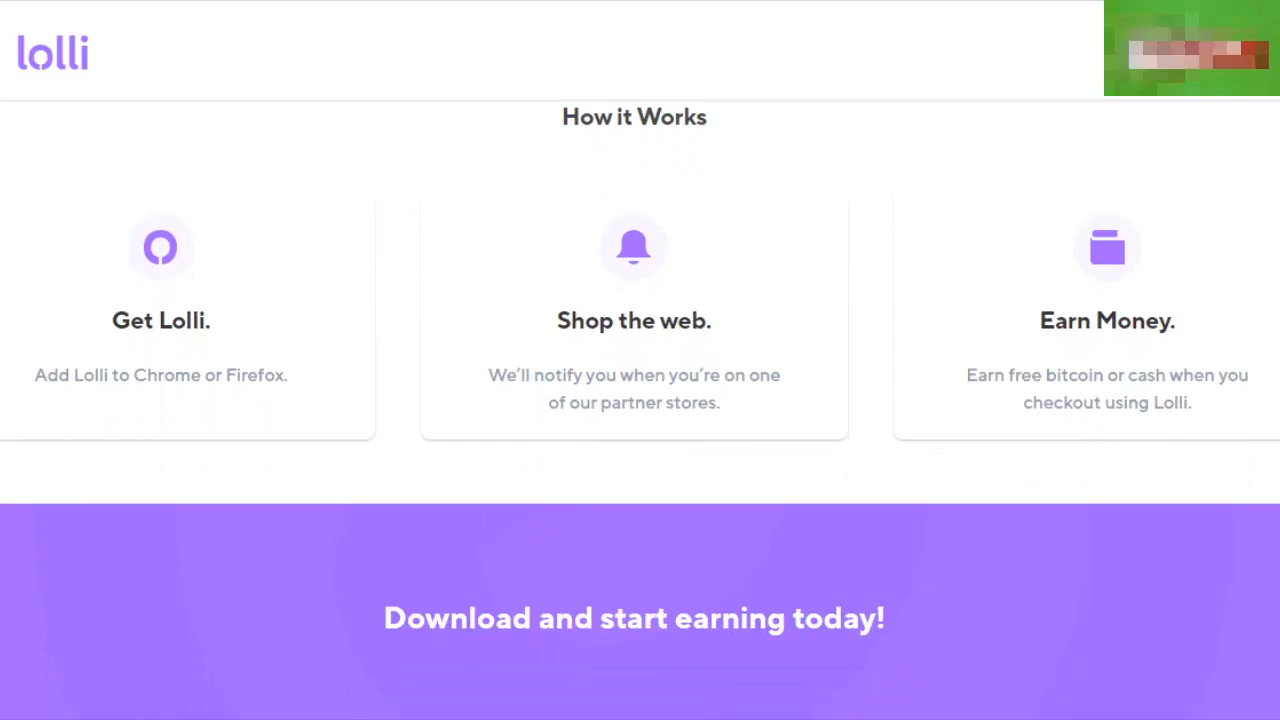 lolli
How it Works
Get Lolli.
Add Lolli to Chrome or Firefox.
Shop the web.
We’ll notify you when you’re on one
of our partner stores.
Earn Money.
Earn free bitcoin or cash when you
checkout using Lolli.
Download and start earning today!